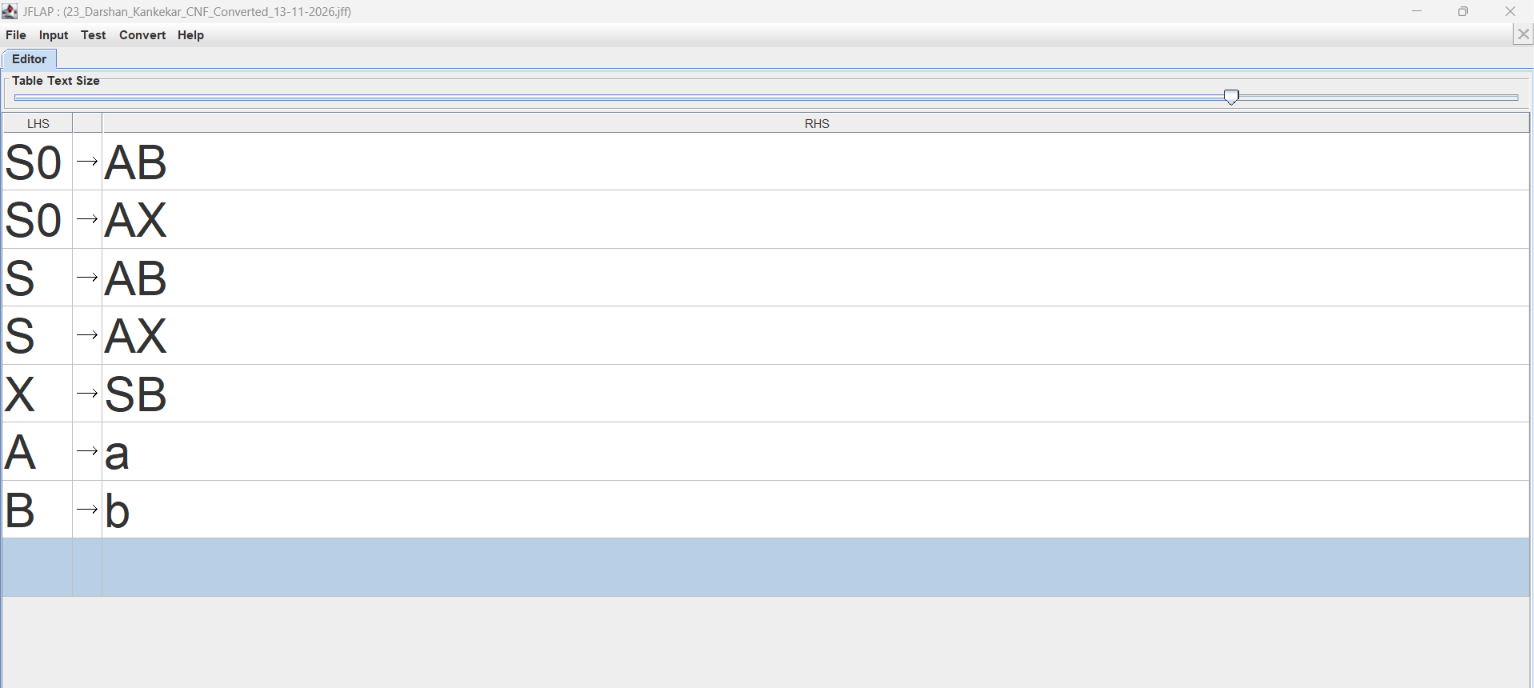 JFLAP : (23_Darshan_Kankekar_CNF_Converted_13-11-2026.jff)
File Input Test Convert Help
Editor
Table Text Size
LHS RHS
S0 → AB
S0 → AX
S → AB
S → AX
X → SB
A → a
B → b